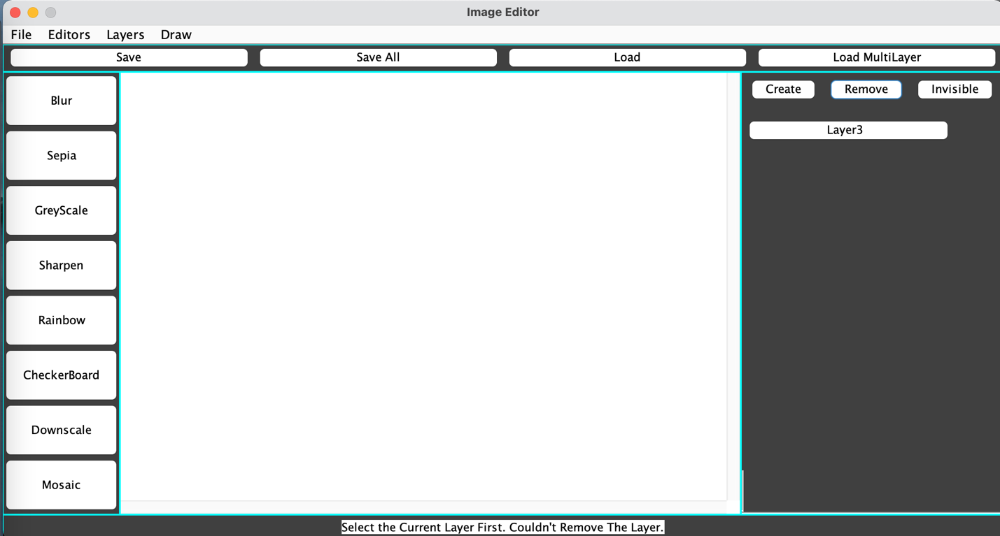 Image Editor
File Editors Layers Draw
Save Save All Load Load MultiLayer
Create Remove Invisible
Layer3
Blur
Sepia
GreyScale
Sharpen
Rainbow
CheckerBoard
Downscale
Mosaic
Select the Current Layer First. Couldn't Remove The Layer.